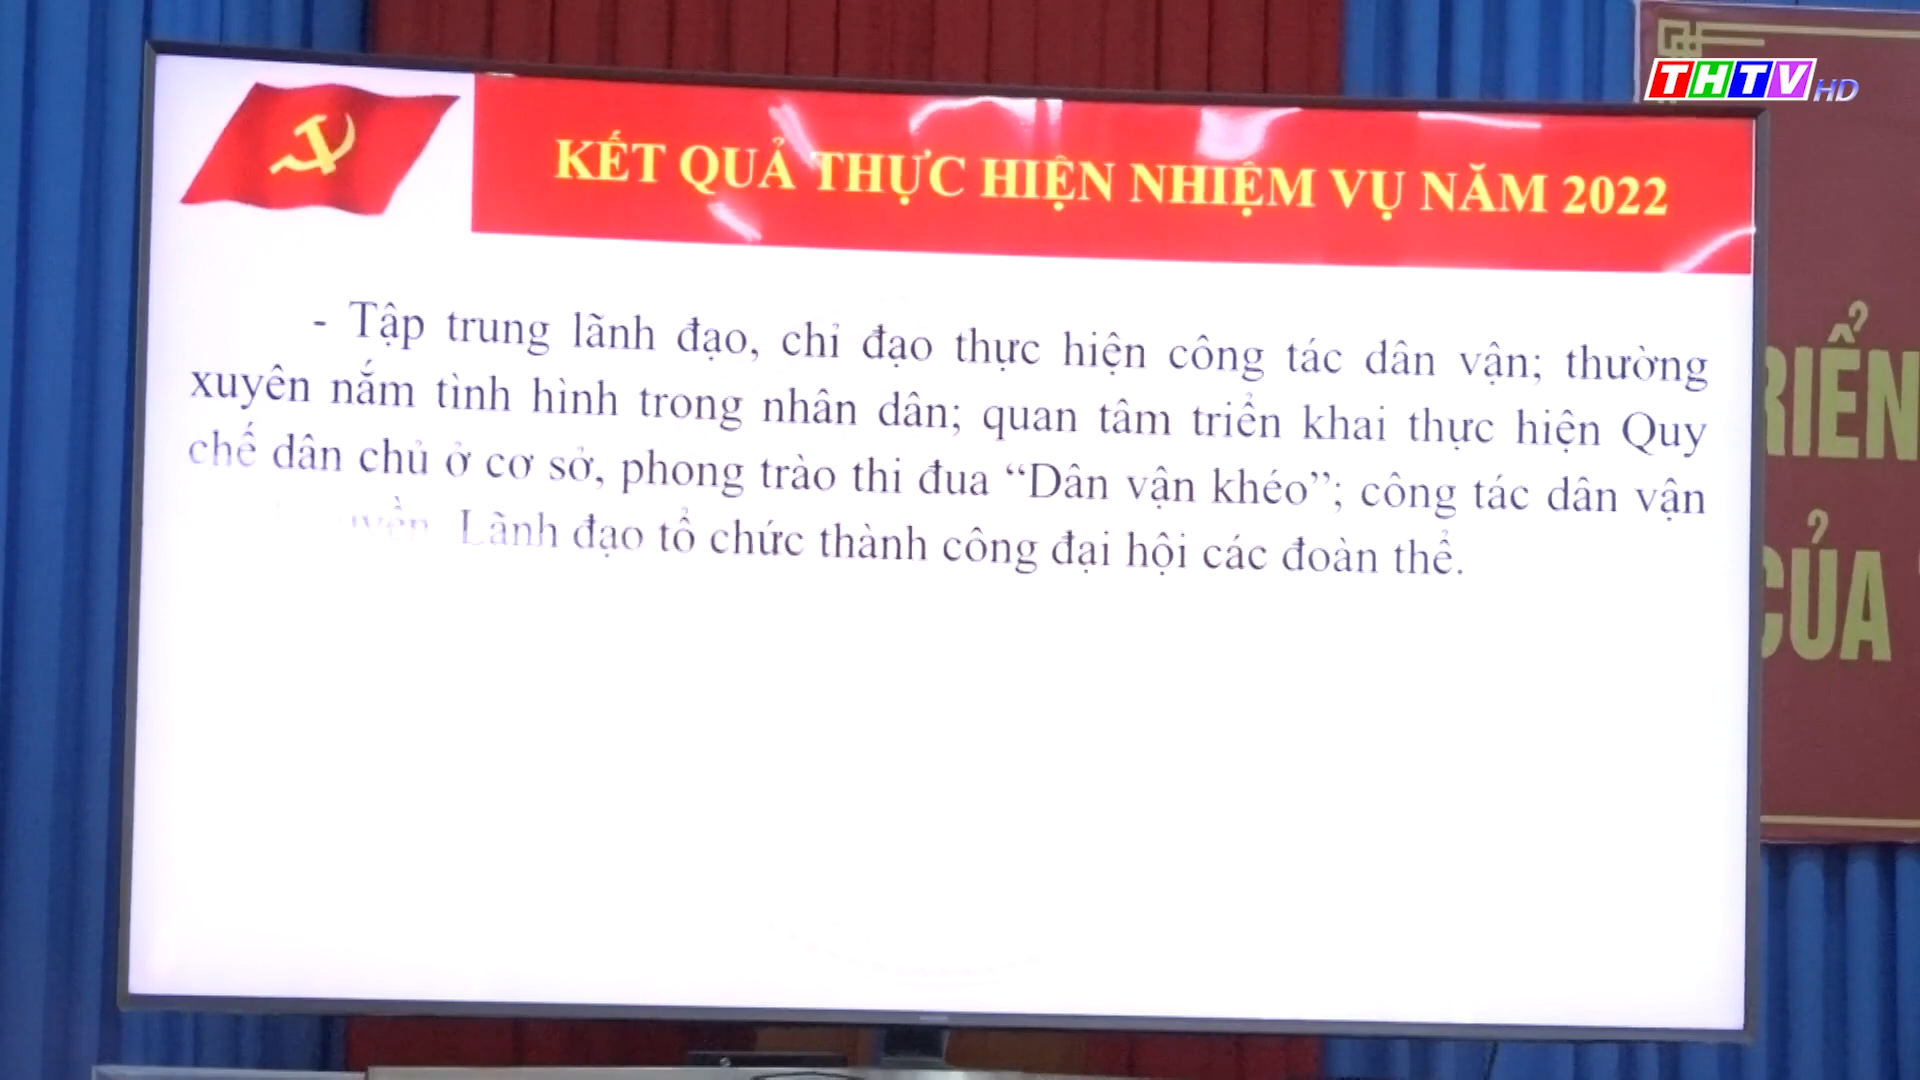 THTV HD
KẾT QUẢ THỰC HIỆN NHIỆM VỤ NĂM 2022
- Tập trung lãnh đạo, chỉ đạo thực hiện công tác dân vận; thường
xuyên nắm tình hình trong nhân dân; quan tâm triển khai thực hiện Quy
chế dân chủ ở cơ sở, phong trào thi đua “Dân vận khéo”; công tác dân vận
Lãnh đạo tổ chức thành công đại hội các đoàn thể.
RIỂN
CỦA